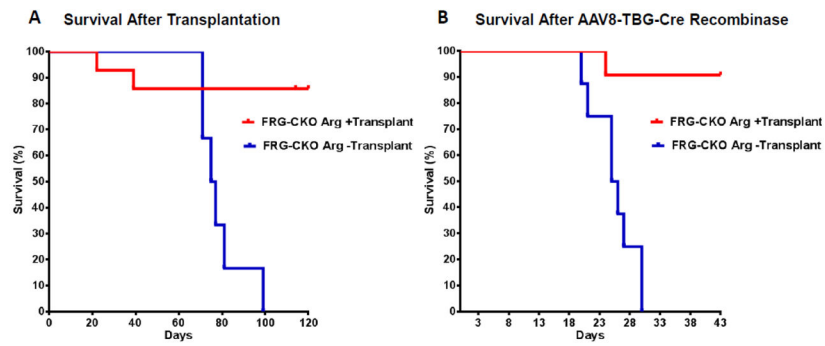 A Survival After Transplantation
100
90
80
70
60
50
40
30
20
10
0
Survival (%)
FRG-CKO Arg +Transplant
FRG-CKO Arg -Transplant
0 20 40 60 80 100 120
Days
B Survival After AAV8-TBG-Cre Recombinase
100
90
80
70
60
50
40
30
20
10
0
Survival (%)
FRG-CKO Arg +Transplant
FRG-CKO Arg -Transplant
3 8 13 18 23 28 33 38 43
Days